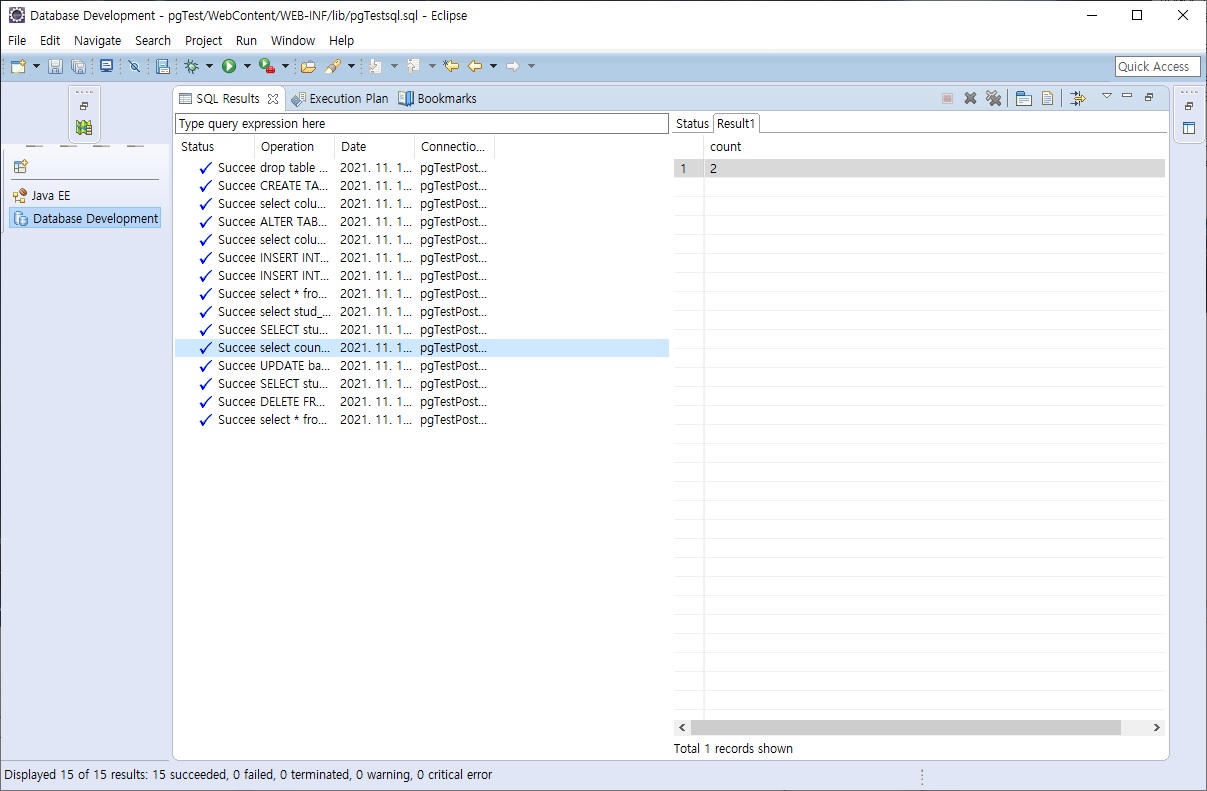 Database Development - pgTest/WebContent/WEB-INF/lib/pgTestsql.sql - Eclipse
File Edit Navigate Search Project Run Window Help
Quick Access
SQL Results Execution Plan Bookmarks
Type query expression here
Status Result1
Status Operation Date Connectio...
count
Succee drop table ... 2021. 11. 1... pgTestPost...
1 2
Succee CREATE TA... 2021. 11. 1... pgTestPost...
Java EE
Succee select colu... 2021. 11. 1... pgTestPost...
Database Development
Succee ALTER TAB... 2021. 11. 1... pgTestPost...
Succee select colu... 2021. 11. 1... pgTestPost...
Succee INSERT INT... 2021. 11. 1... pgTestPost...
Succee INSERT INT... 2021. 11. 1... pgTestPost...
Succee select * fro... 2021. 11. 1... pgTestPost...
Succee select stud_... 2021. 11. 1... pgTestPost...
Succee SELECT stu... 2021. 11. 1... pgTestPost...
Succee select coun... 2021. 11. 1... pgTestPost...
Succee UPDATE ba... 2021. 11. 1... pgTestPost...
Succee SELECT stu... 2021. 11. 1... pgTestPost...
Succee DELETE FR... 2021. 11. 1... pgTestPost...
Succee select * fro... 2021. 11. 1... pgTestPost...
Total 1 records shown
Displayed 15 of 15 results: 15 succeeded, 0 failed, 0 terminated, 0 warning, 0 critical error